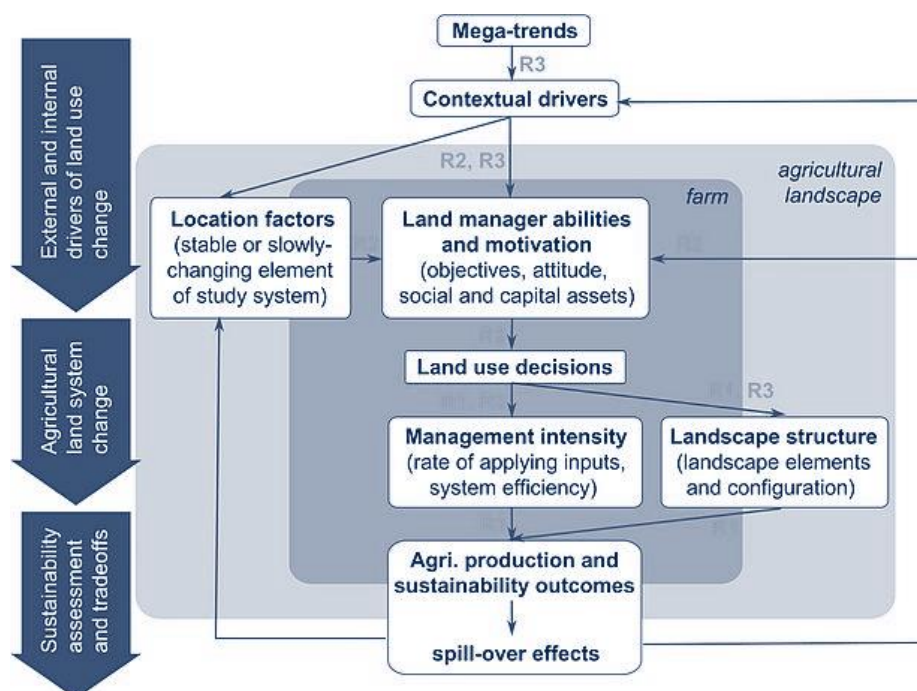 Mega-trends
R3
Contextual drivers
R2, R3
agricultural
landscape
farm
External and internal
drivers of land use
change
Location factors
(stable or slowly-
changing element
of study system)
Land manager abilities
and motivation
(objectives, attitude,
social and capital assets)
Land use decisions
R1, R3
Agricultural
land system
change
Management intensity
(rate of applying inputs,
system efficiency)
Landscape structure
(landscape elements
and configuration)
R1
Sustainability
assessment
and tradeoffs
Agri. production and
sustainability outcomes
spill-over effects